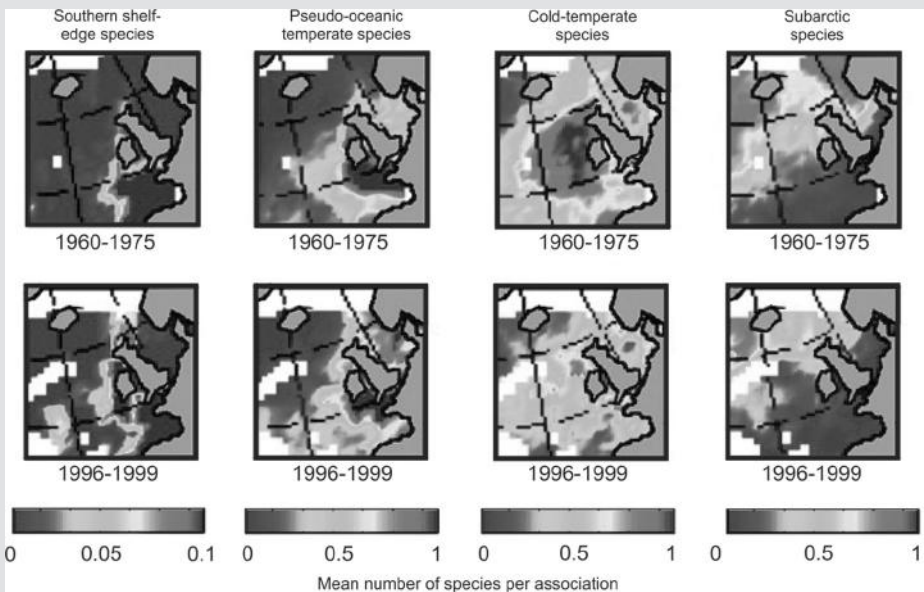 Southern shelf-
edge species
Pseudo-oceanic
temperate species
Cold-temperate
species
Subarctic
species
1960-1975
1960-1975
1960-1975
1960-1975
1996-1999
1996-1999
1996-1999
1996-1999
0 0.05 0.1
0 0.5 1
0 0.5 1
0 0.5 1
Mean number of species per association